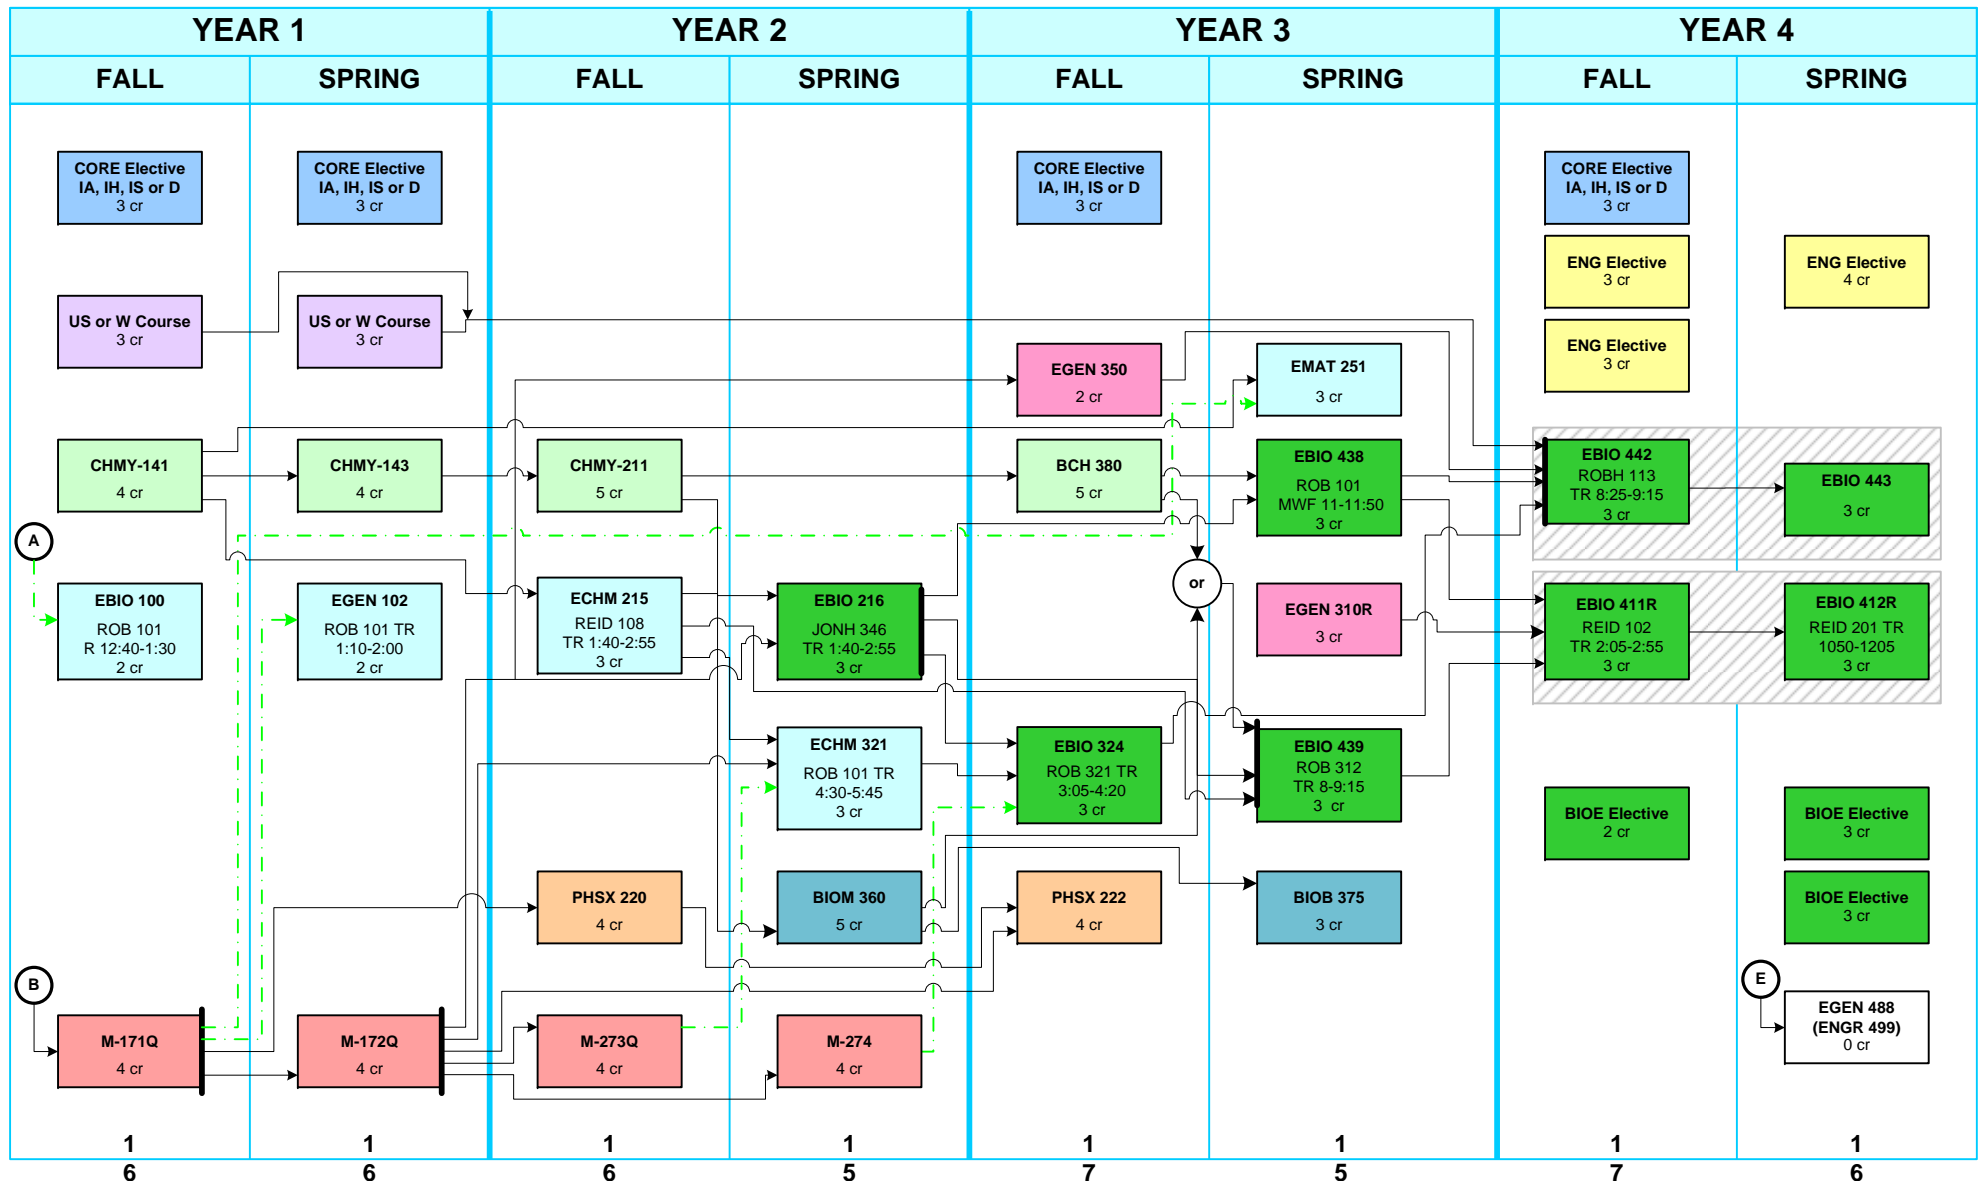 YEAR 1
YEAR 2
YEAR 3
YEAR 4
FALL
SPRING
FALL
SPRING
FALL
SPRING
FALL
SPRING
CORE Elective
IA, IH, IS or D
3 cr
US or W Course
3 cr
CHMY-141
4 cr
A
EBIO 100
ROB 101
R 12:40-1:30
2 cr
B
M-171Q
4 cr
1
6
CORE Elective
IA, IH, IS or D
3 cr
US or W Course
3 cr
CHMY-143
4 cr
EGEN 102
ROB 101 TR
1:10-2:00
2 cr
M-172Q
4 cr
1
6
CHMY-211
5 cr
ECHM 215
REID 108
TR 1:40-2:55
3 cr
PHSX 220
4 cr
M-273Q
4 cr
1
6
EBIO 216
JONH 346
TR 1:40-2:55
3 cr
ECHM 321
ROB 101 TR
4:30-5:45
3 cr
BIOM 360
5 cr
M-274
4 cr
1
5
CORE Elective
IA, IH, IS or D
3 cr
EGEN 350
2 cr
BCH 380
5 cr
or
EBIO 324
ROB 321 TR
3:05-4:20
3 cr
PHSX 222
4 cr
1
7
EMAT 251
3 cr
EBIO 438
ROB 101
MWF 11-11:50
3 cr
EGEN 310R
3 cr
EBIO 439
ROB 312
TR 8-9:15
3 cr
BIOB 375
3 cr
1
5
CORE Elective
IA, IH, IS or D
3 cr
ENG Elective
3 cr
ENG Elective
3 cr
EBIO 442
ROBH 113
TR 8:25-9:15
3 cr
EBIO 411R
REID 102
TR 2:05-2:55
3 cr
BIOE Elective
2 cr
1
7
ENG Elective
4 cr
EBIO 443
3 cr
EBIO 412R
REID 201 TR
1050-1205
3 cr
BIOE Elective
3 cr
BIOE Elective
3 cr
E
EGEN 488
(ENGR 499)
0 cr
1
6